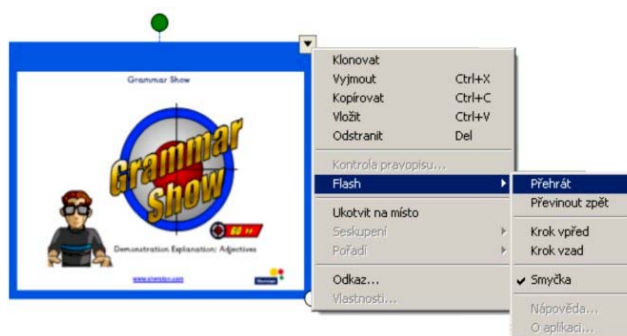 Grammar Show
Grammar
Show
GO >>
Demonstration Explanation: Adjectives
Klonovat
Vyjmout Ctrl+X
Kopírovat Ctrl+C
Vložit Ctrl+V
Odstranit Del
Kontrola pravopisu...
Flash
Ukotvit na místo
Seskupení
Pořadí
Odkaz...
Vlastnosti...
Přehrát
Převinout zpět
Krok vpřed
Krok vzad
Smyčka
Nápověda...
O aplikaci...